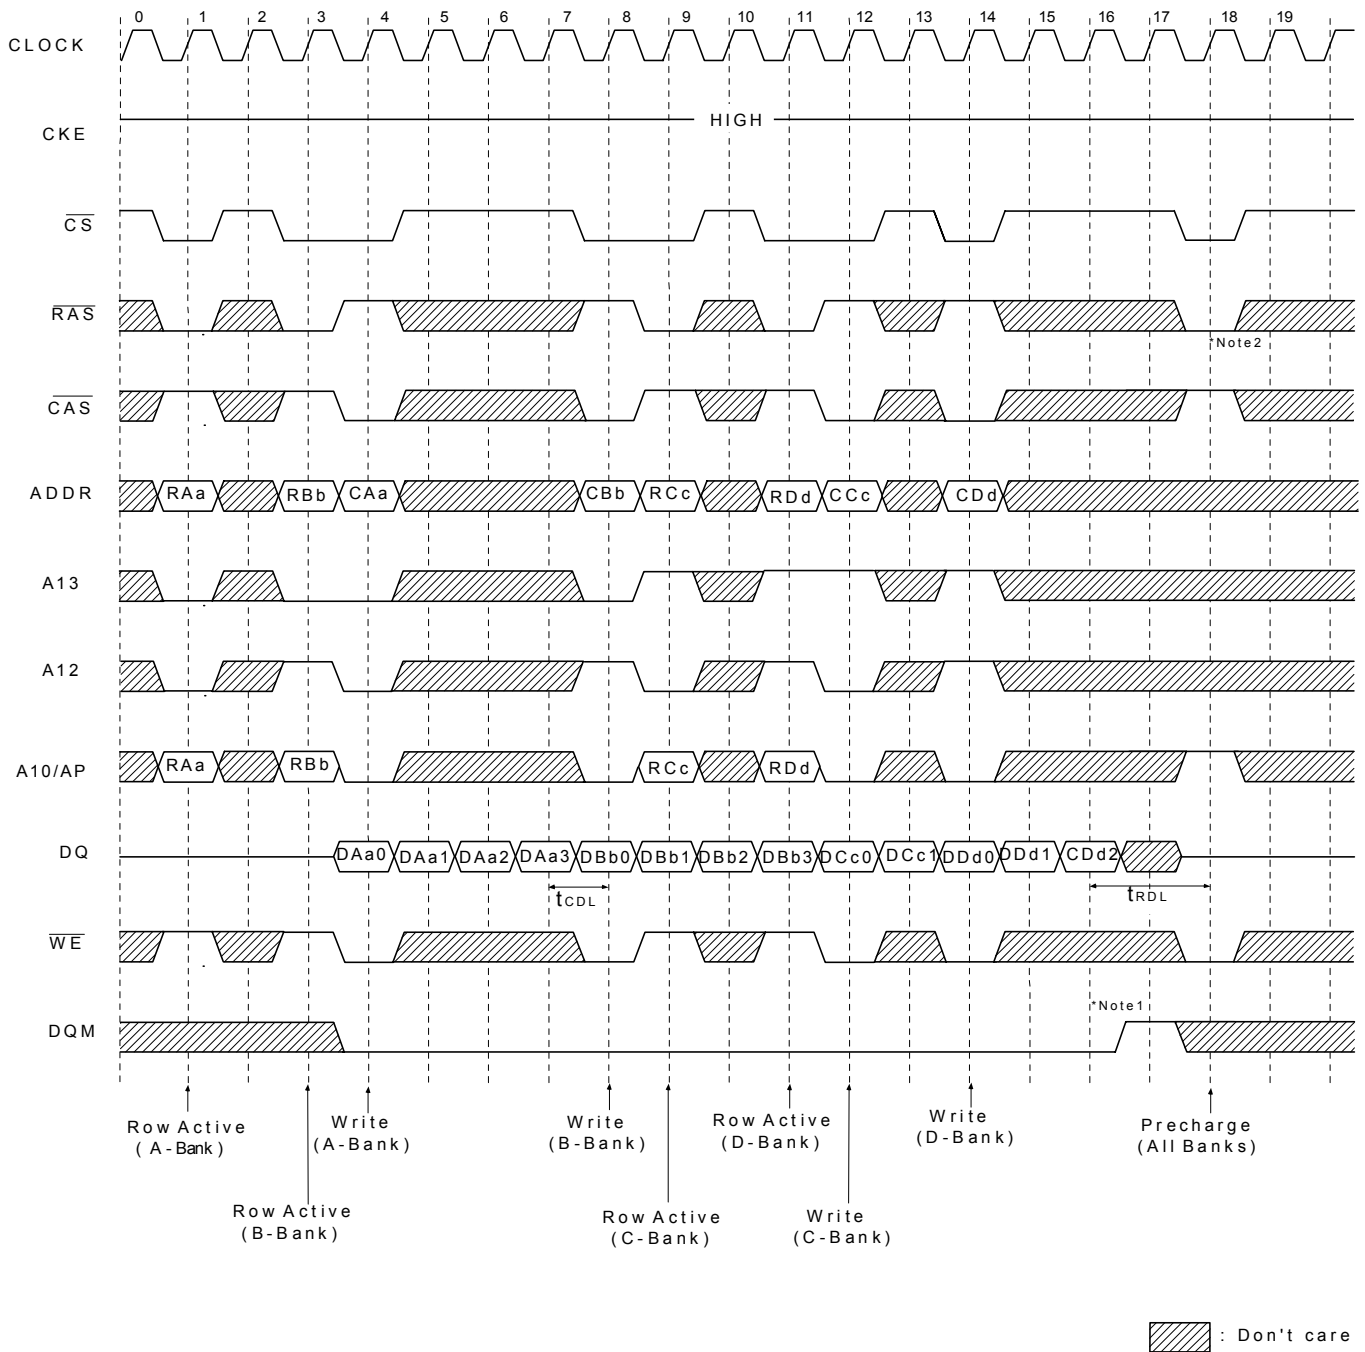 0 1 2 3 4 5 6 7 8 9 10 11 12 13 14 15 16 17 18 19
CLOCK
CKE
HIGH
CS
RAS
*Note2
CAS
ADDR
RAa RBb CAa CBb RCc RDd CCc CDd
A13
A12
A10/AP
RAa RBb RCc RDd
DQ
DAa0 DAa1 DAa2 DAa3 DBb0 DBb1 DBb2 DBb3 DCc0 DCc1 DDd0 DDd1 CDd2
tCDL
tRDL
WE
*Note1
DQM
Row Active
(A-Bank)
Write
(A-Bank)
Write
(B-Bank)
Row Active
(D-Bank)
Write
(D-Bank)
Precharge
(All Banks)
Row Active
(B-Bank)
Row Active
(C-Bank)
Write
(C-Bank)
: Don't care